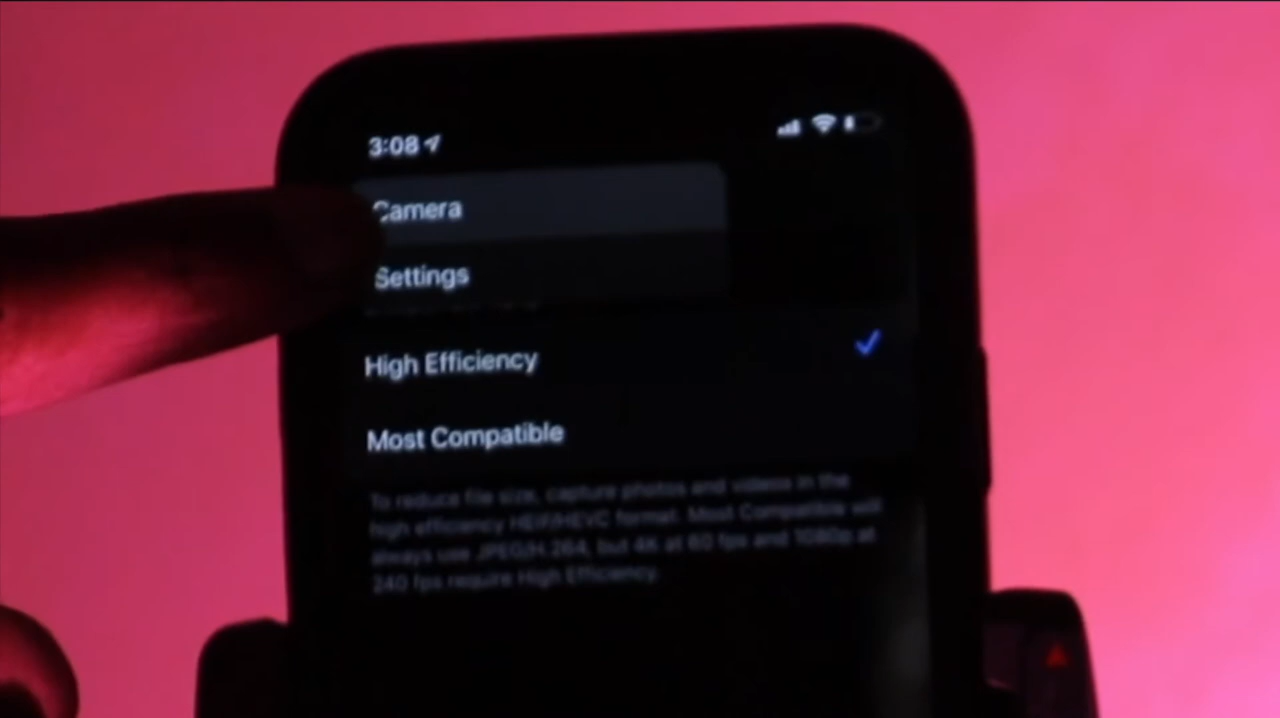 3:08
Camera
Settings
High Efficiency
Most Compatible
To reduce file size, capture photos and videos in the
high efficiency HEIF/HEVC format. Most Compatible will
always use JPEG/H.264, but 4K at 60 fps and 1080p at
240 fps require High Efficiency.